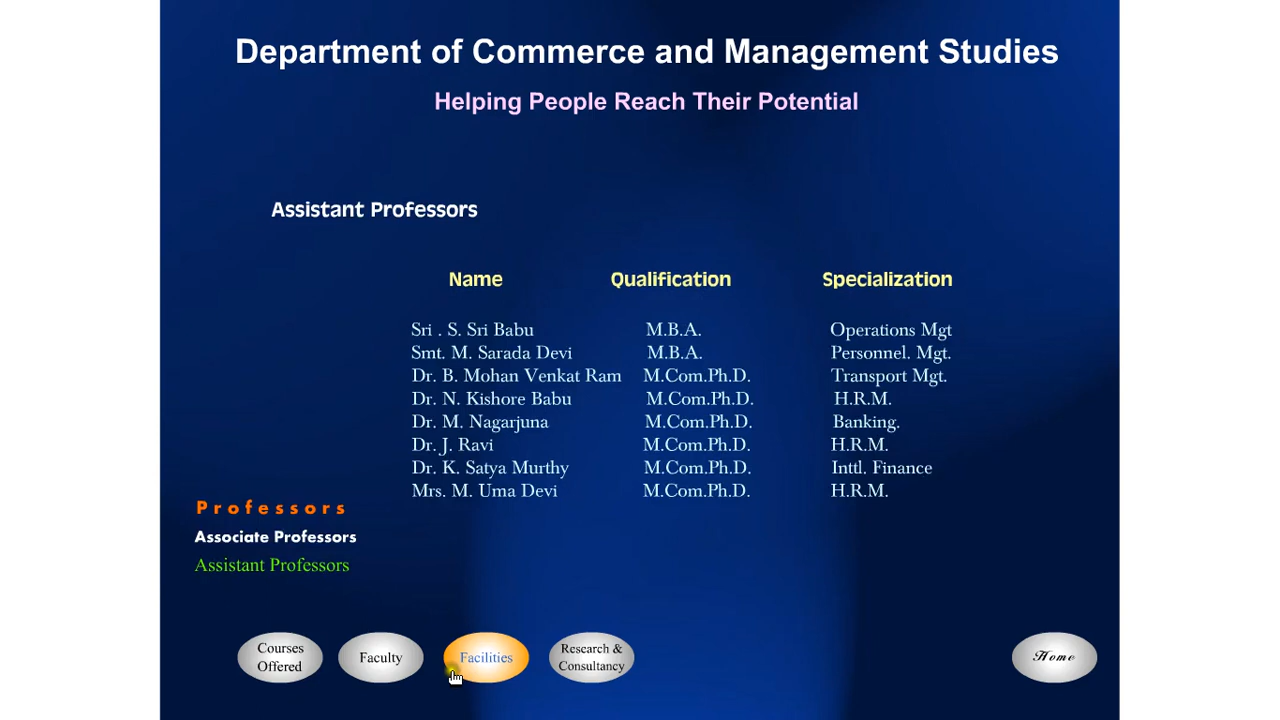 Department of Commerce and Management Studies
Helping People Reach Their Potential
Assistant Professors
Name Qualification Specialization
Sri . S. Sri Babu M.B.A. Operations Mgt
Smt. M. Sarada Devi M.B.A. Personnel. Mgt.
Dr. B. Mohan Venkat Ram M.Com.Ph.D. Transport Mgt.
Dr. N. Kishore Babu M.Com.Ph.D. H.R.M.
Dr. M. Nagarjuna M.Com.Ph.D. Banking.
Dr. J. Ravi M.Com.Ph.D. H.R.M.
Dr. K. Satya Murthy M.Com.Ph.D. Inttl. Finance
Mrs. M. Uma Devi M.Com.Ph.D. H.R.M.
Professors
Associate Professors
Assistant Professors
Courses
Offered
Faculty
Facilities
Research &
Consultancy
Home